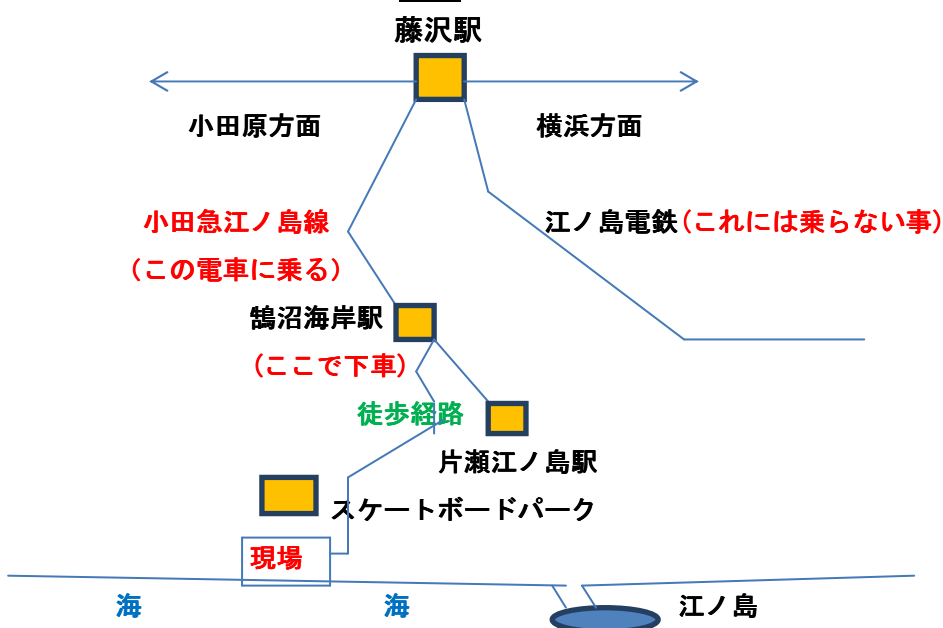 藤沢駅
小田原方面
横浜方面
小田急江ノ島線
江ノ島電鉄(これには乗らない事)
(この電車に乗る)
鵠沼海岸駅
(ここで下車)
徒歩経路
片瀬江ノ島駅
スケートボードパーク
現場
海
海
江ノ島